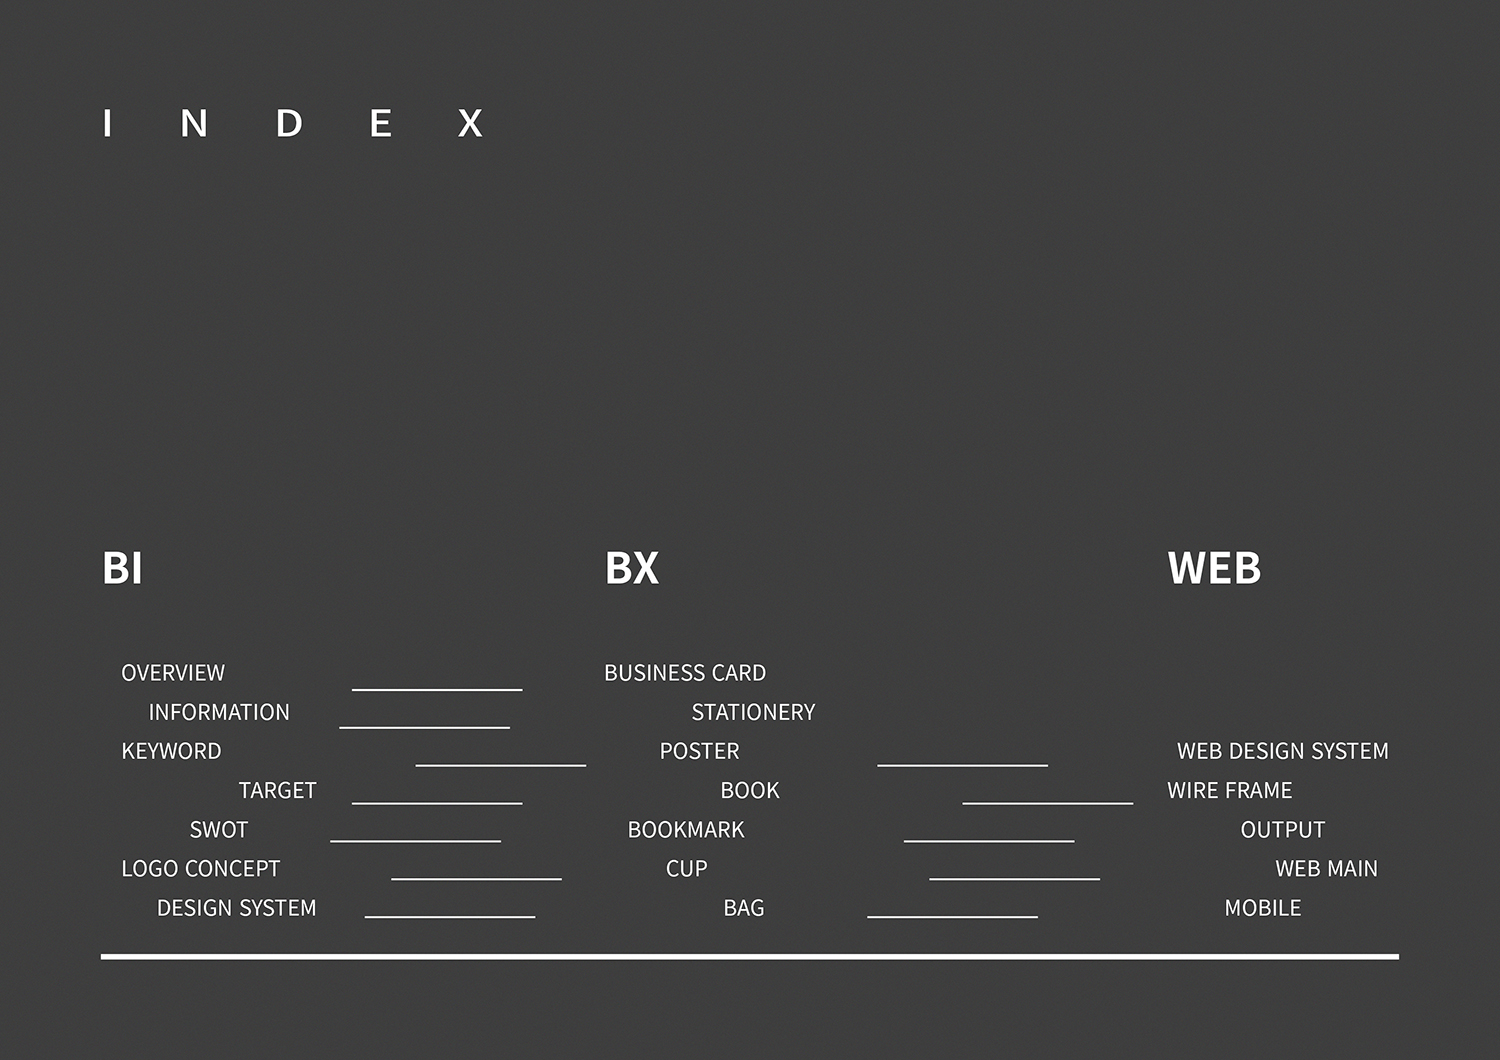 I N D E X
BI
OVERVIEW
INFORMATION
KEYWORD
TARGET
SWOT
LOGO CONCEPT
DESIGN SYSTEM
BX
BUSINESS CARD
STATIONERY
POSTER
BOOK
BOOKMARK
CUP
BAG
WEB
WEB DESIGN SYSTEM
WIRE FRAME
OUTPUT
WEB MAIN
MOBILE